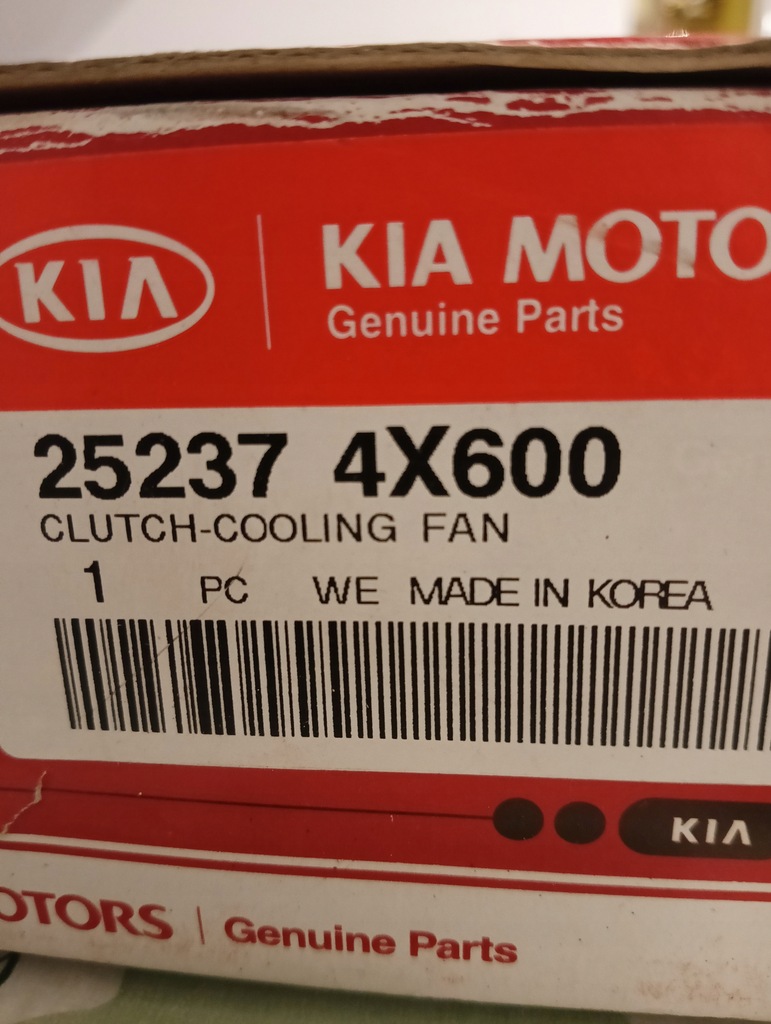 KIA
KIA MOTO
Genuine Parts
25237 4X600
CLUTCH-COOLING FAN
1 PC WE MADE IN KOREA
KIA
OTORS | Genuine Parts